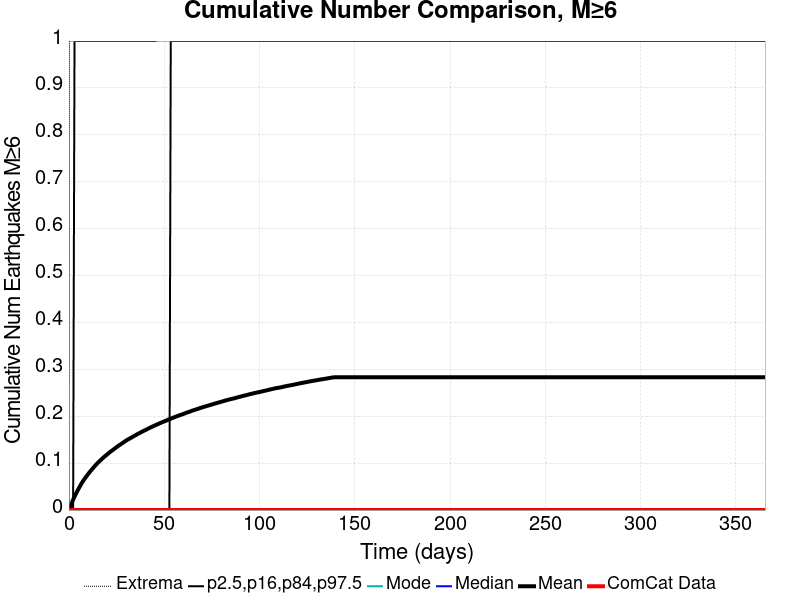 Cumulative Number Comparison, M≥6
Cumulative Num Earthquakes M≥6
1
0.9
0.8
0.7
0.6
0.5
0.4
0.3
0.2
0.1
0
0 50 100 150 200 250 300 350
Time (days)
Extrema p2.5,p16,p84,p97.5 Mode Median Mean ComCat Data